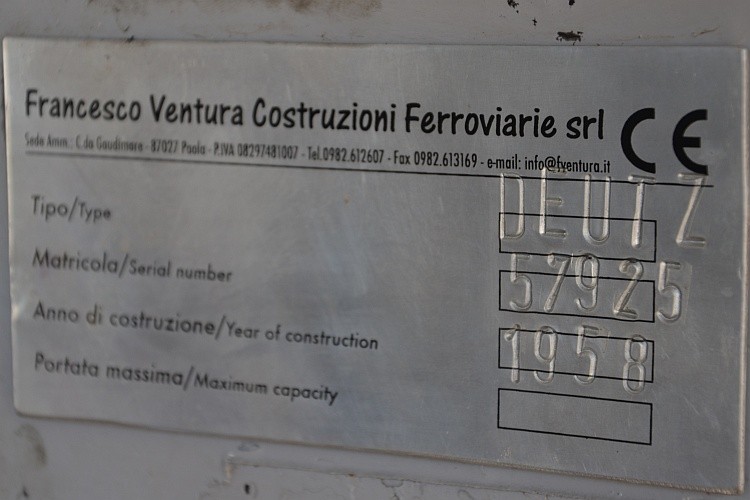 Francesco Ventura Costruzioni Ferroviarie srl CE
Sede Amm.: C.da Gaudimare - 87027 Paola - P.IVA 08297481007 - Tel.0982.612607 - Fax 0982.613169 - e-mail: info@fventura.it
Tipo/Type DEUTZ
Matricola/Serial number 57925
Anno di costruzione/Year of construction 1958
Portata massima/Maximum capacity